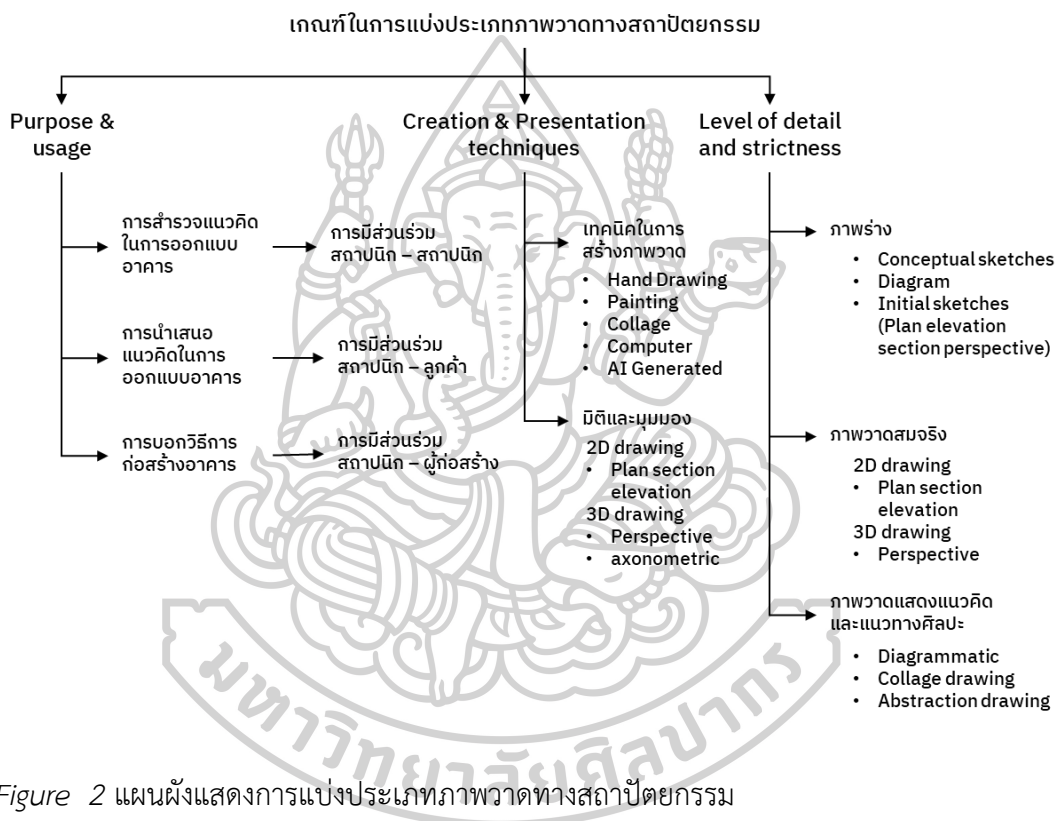 เกณฑ์ในการแบ่งประเภทภาพวาดทางสถาปัตยกรรม
Purpose &
usage
การสำรวจแนวคิด
ในการออกแบบ
อาคาร
การมีส่วนร่วม
สถาปนิก – สถาปนิก
การนำเสนอ
แนวคิดในการ
ออกแบบอาคาร
การมีส่วนร่วม
สถาปนิก – ลูกค้า
การบอกวิธีการ
ก่อสร้างอาคาร
การมีส่วนร่วม
สถาปนิก – ผู้ก่อสร้าง
Creation & Presentation
techniques
เทคนิคในการ
สร้างภาพวาด
• Hand Drawing
• Painting
• Collage
• Computer
• AI Generated
มิติและมุมมอง
2D drawing
• Plan section
elevation
3D drawing
• Perspective
• axonometric
Level of detail
and strictness
ภาพร่าง
• Conceptual sketches
• Diagram
• Initial sketches
(Plan elevation
section perspective)
ภาพวาดสมจริง
2D drawing
• Plan section
elevation
3D drawing
• Perspective
ภาพวาดแสดงแนวคิด
และแนวทางศิลปะ
• Diagrammatic
• Collage drawing
• Abstraction drawing
มหาวิทยาลัยศิลปากร
Figure 2 แผนผังแสดงการแบ่งประเภทภาพวาดทางสถาปัตยกรรม